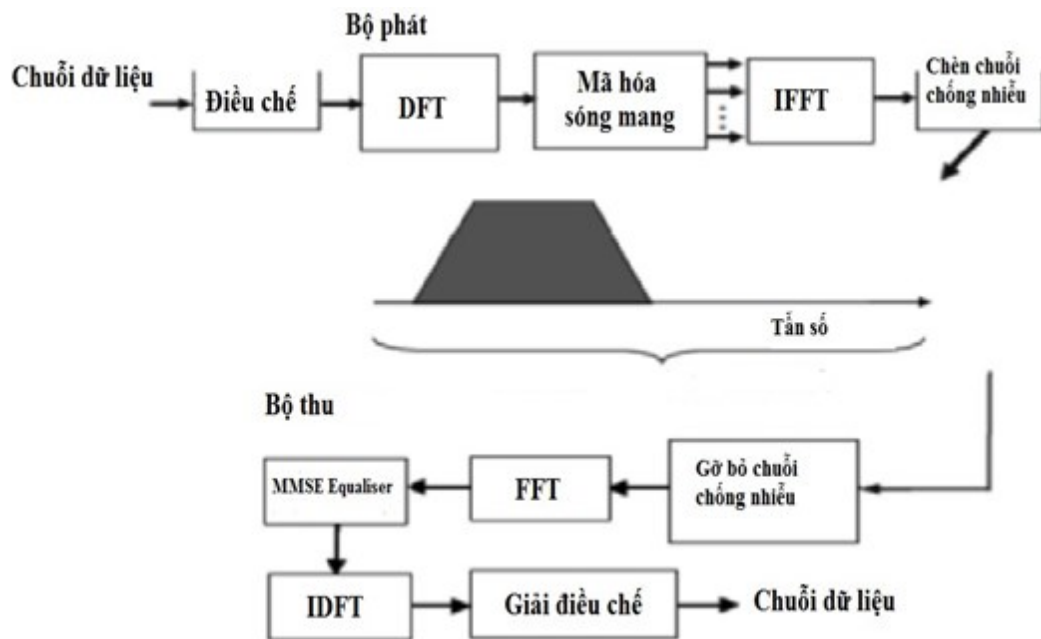 Bộ phát
Chuỗi dữ liệu
Điều chế
DFT
Mã hóa
sóng mang
IFFT
Chèn chuỗi
chống nhiễu
Tần số
Bộ thu
MMSE Equaliser
FFT
Gỡ bỏ chuỗi
chống nhiễu
IDFT
Giải điều chế
Chuỗi dữ liệu